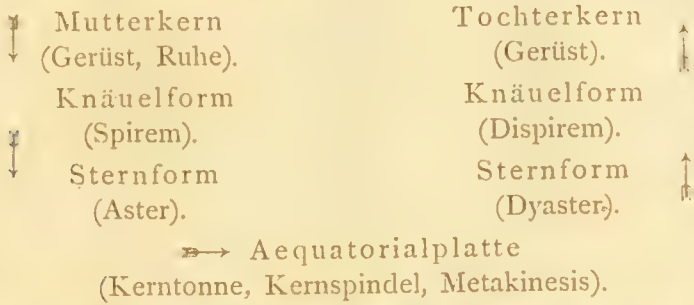 Mutterkern
(Gerüst, Ruhe).
Knäuelform
(Spirem).
Sternform
(Aster).
Tochterkern
(Gerüst).
Knäuelform
(Dispirem).
Sternform
(Dyaster).
Aequatorialplatte
(Kerntonne, Kernspindel, Metakinesis).